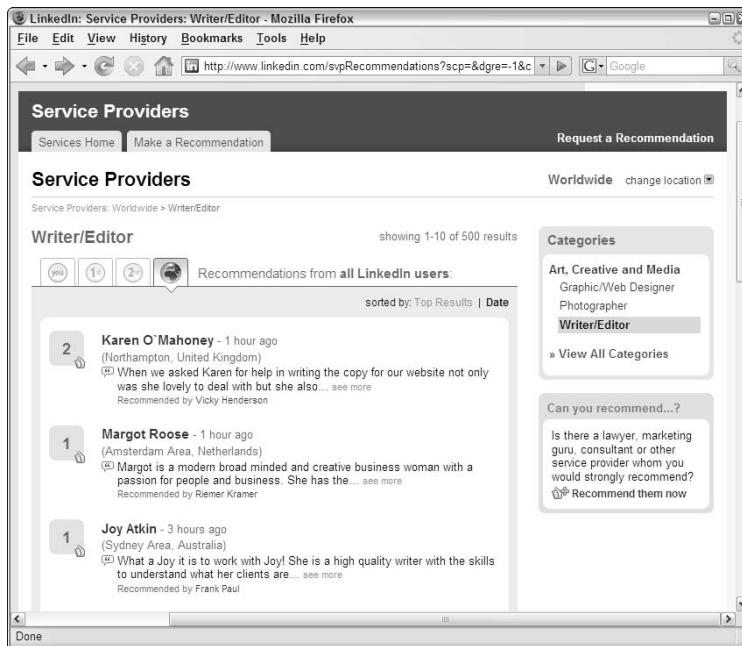 LinkedIn: Service Providers: Writer/Editor - Mozilla Firefox
File Edit View History Bookmarks Tools Help
http://www.linkedin.com/svpRecommendations?scp=&dgre=-1&c
G Google
Service Providers
Services Home Make a Recommendation Request a Recommendation
Service Providers Worldwide change location
Service Providers: Worldwide > Writer/Editor
Writer/Editor showing 1-10 of 500 results
you 1st 2nd Recommendations from all LinkedIn users:
sorted by: Top Results | Date
2 Karen O`Mahoney - 1 hour ago
(Northampton, United Kingdom)
When we asked Karen for help in writing the copy for our website not only
was she lovely to deal with but she also... see more
Recommended by Vicky Henderson
1 Margot Roose - 1 hour ago
(Amsterdam Area, Netherlands)
Margot is a modern broad minded and creative business woman with a
passion for people and business. She has the... see more
Recommended by Riemer Kramer
1 Joy Atkin - 3 hours ago
(Sydney Area, Australia)
What a Joy it is to work with Joy! She is a high quality writer with the skills
to understand what her clients are... see more
Recommended by Frank Paul
Categories
Art, Creative and Media
Graphic/Web Designer
Photographer
Writer/Editor
» View All Categories
Can you recommend...?
Is there a lawyer, marketing
guru, consultant or other
service provider whom you
would strongly recommend?
Recommend them now
Done